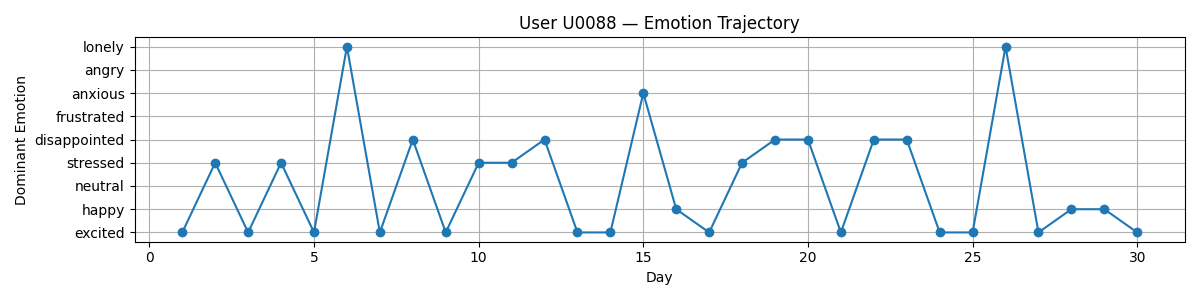 User U0088 — Emotion Trajectory
Dominant Emotion
lonely
angry
anxious
frustrated
disappointed
stressed
neutral
happy
excited
0 5 10 15 20 25 30
Day